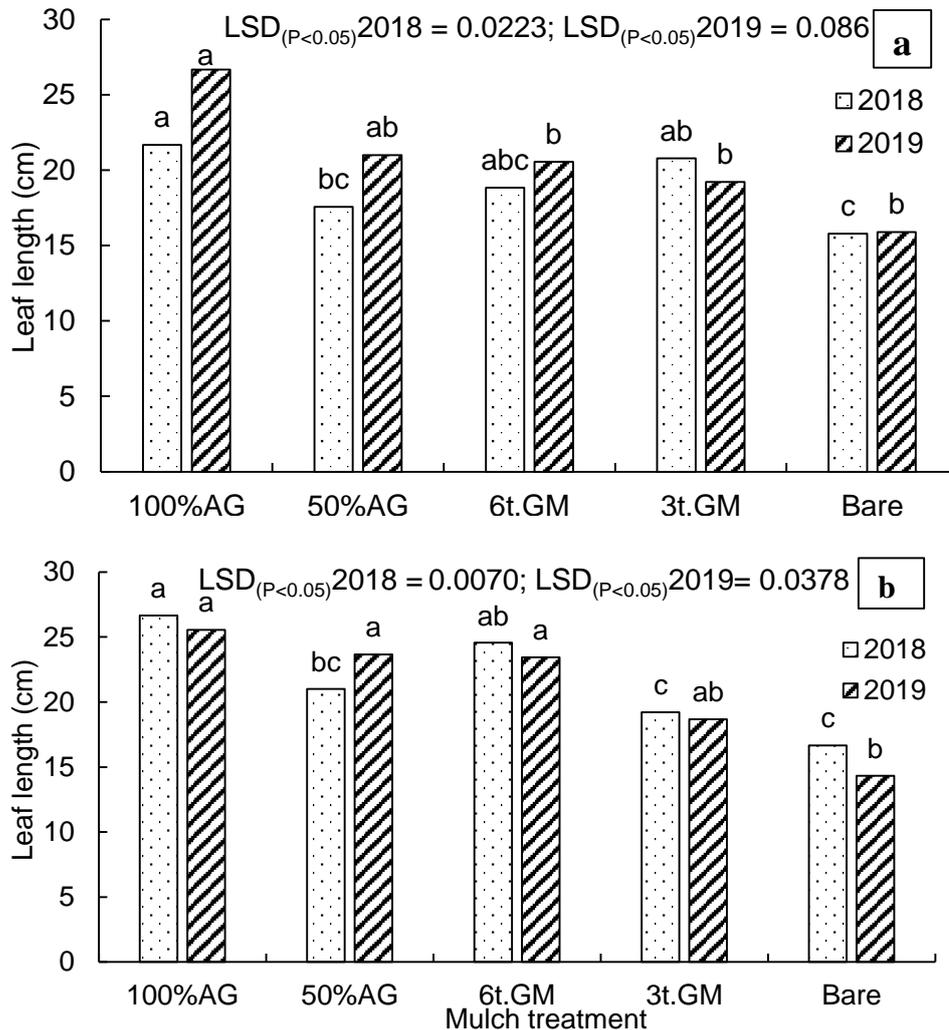 LSD(P<0.05)2018 = 0.0223; LSD(P<0.05)2019 = 0.086
a
Leaf length (cm)
30
25
20
15
10
5
0
a
a
bc
ab
abc
b
ab
b
c
b
2018
2019
100%AG
50%AG
6t.GM
3t.GM
Bare
LSD(P<0.05)2018 = 0.0070; LSD(P<0.05)2019= 0.0378
b
Leaf length (cm)
30
25
20
15
10
5
0
a
a
bc
a
ab
a
c
ab
c
b
2018
2019
100%AG
50%AG
6t.GM
3t.GM
Bare
Mulch treatment